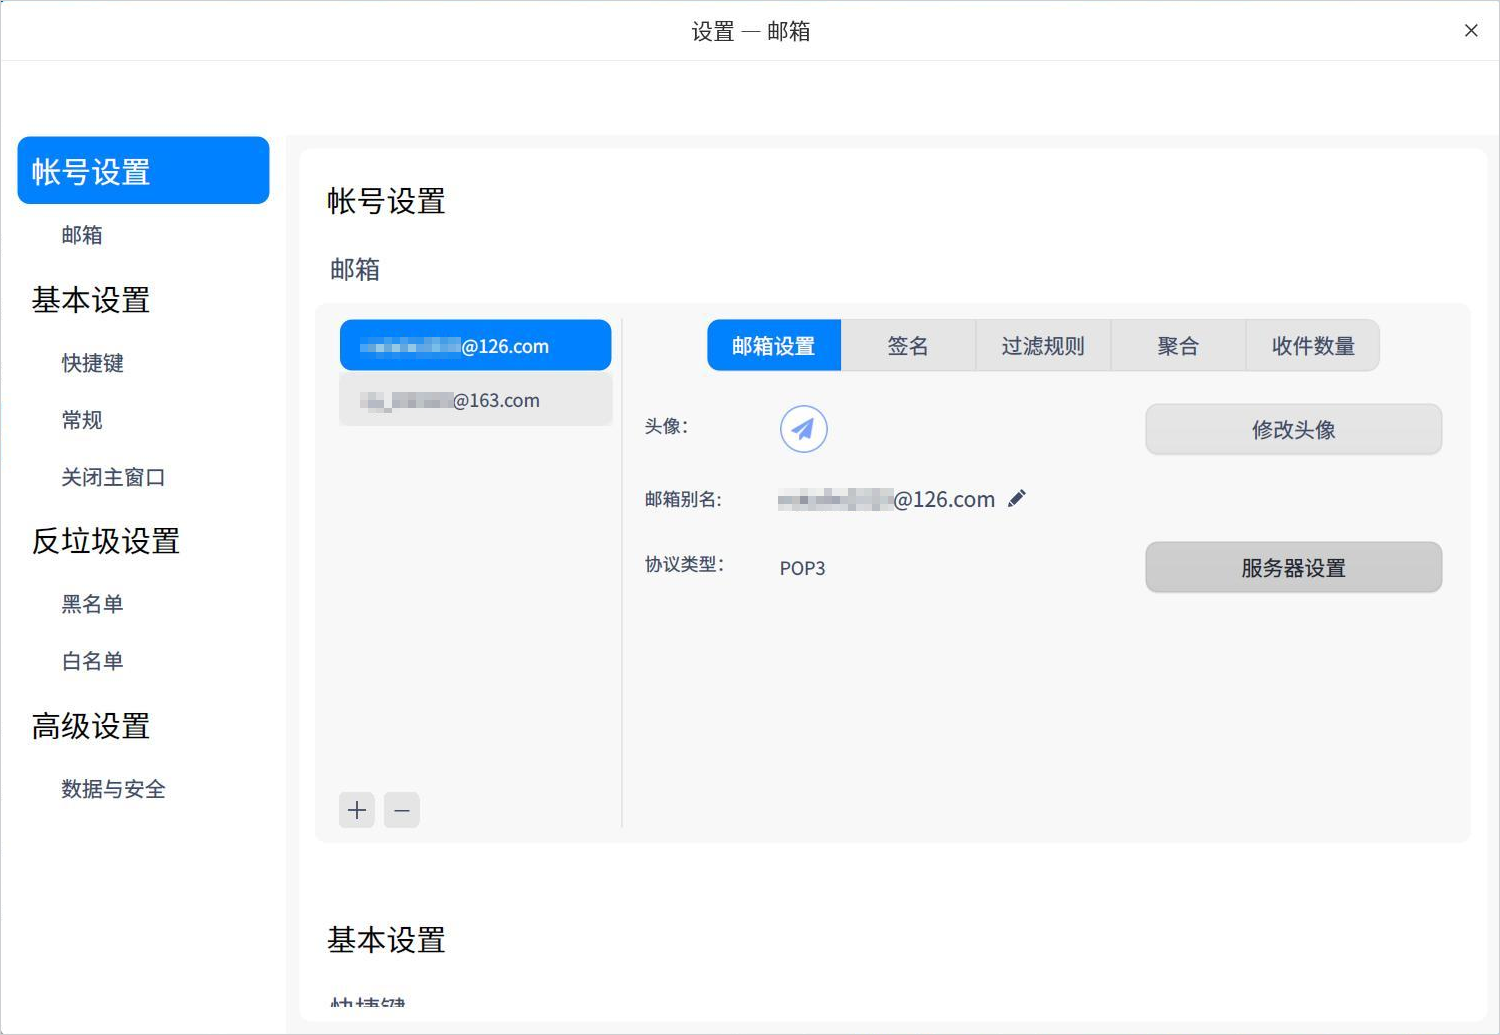 设置 — 邮箱
帐号设置
邮箱
基本设置
快捷键
常规
关闭主窗口
反垃圾设置
黑名单
白名单
高级设置
数据与安全
帐号设置
邮箱
@126.com
@163.com
邮箱设置 签名 过滤规则 聚合 收件数量
头像： 修改头像
邮箱别名: @126.com
协议类型： POP3 服务器设置
基本设置
快捷键